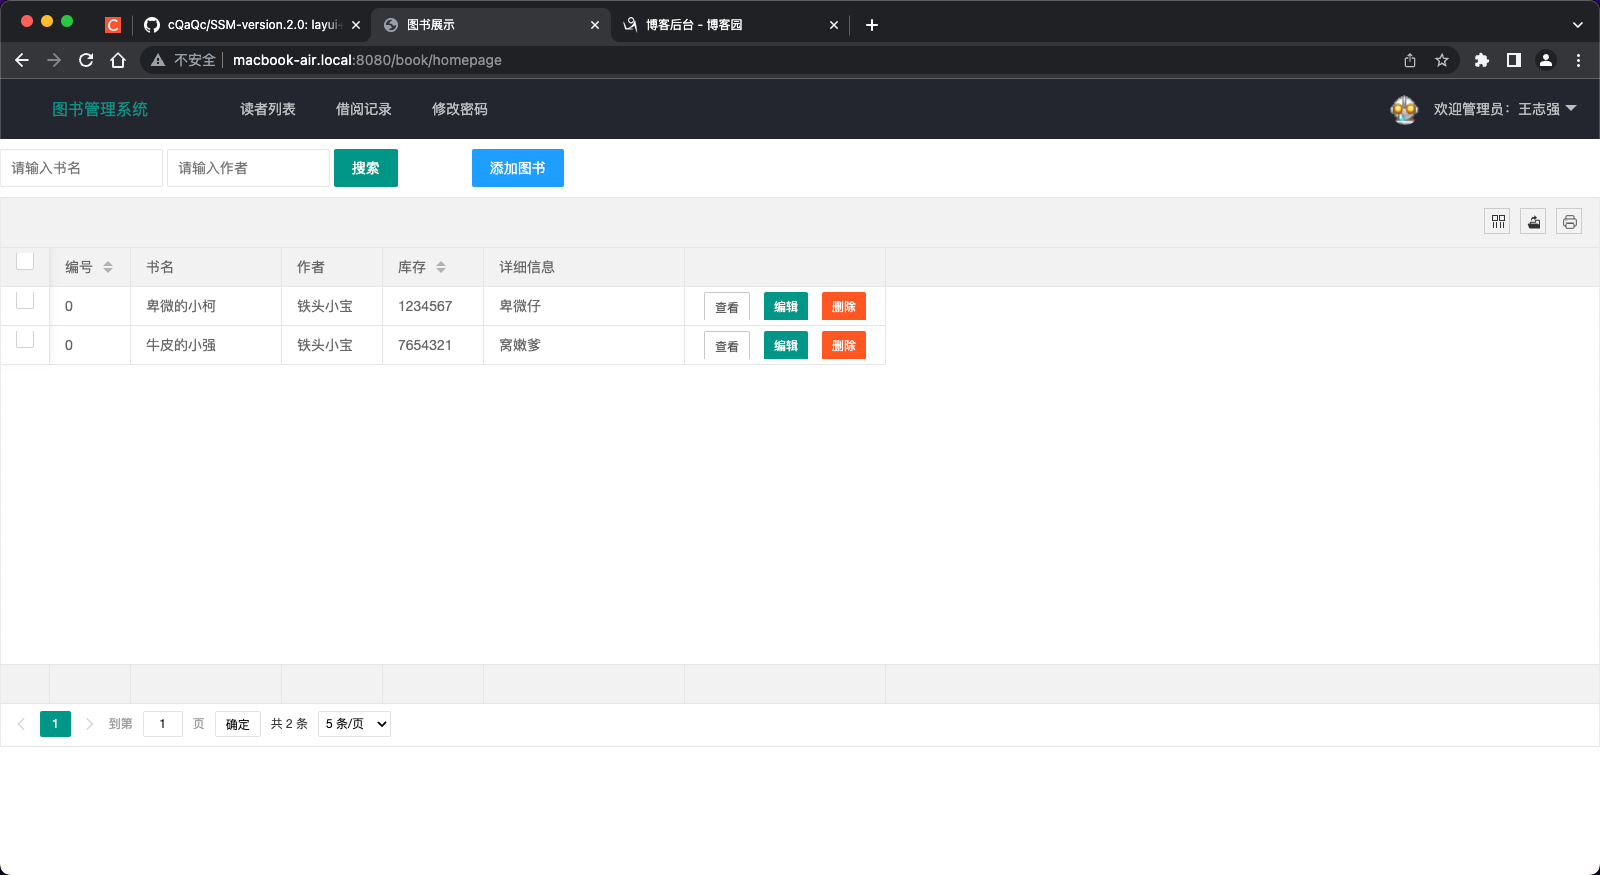 cQaQc/SSM-version.2.0: layui 图书展示 博客后台 - 博客园
不安全 macbook-air.local:8080/book/homepage
图书管理系统 读者列表 借阅记录 修改密码 欢迎管理员：王志强
请输入书名 请输入作者 搜索 添加图书
编号 书名 作者 库存 详细信息
0 卑微的小柯 铁头小宝 1234567 卑微仔 查看 编辑 删除
0 牛皮的小强 铁头小宝 7654321 窝嫩爹 查看 编辑 删除
1 到第 1 页 确定 共 2 条 5 条/页